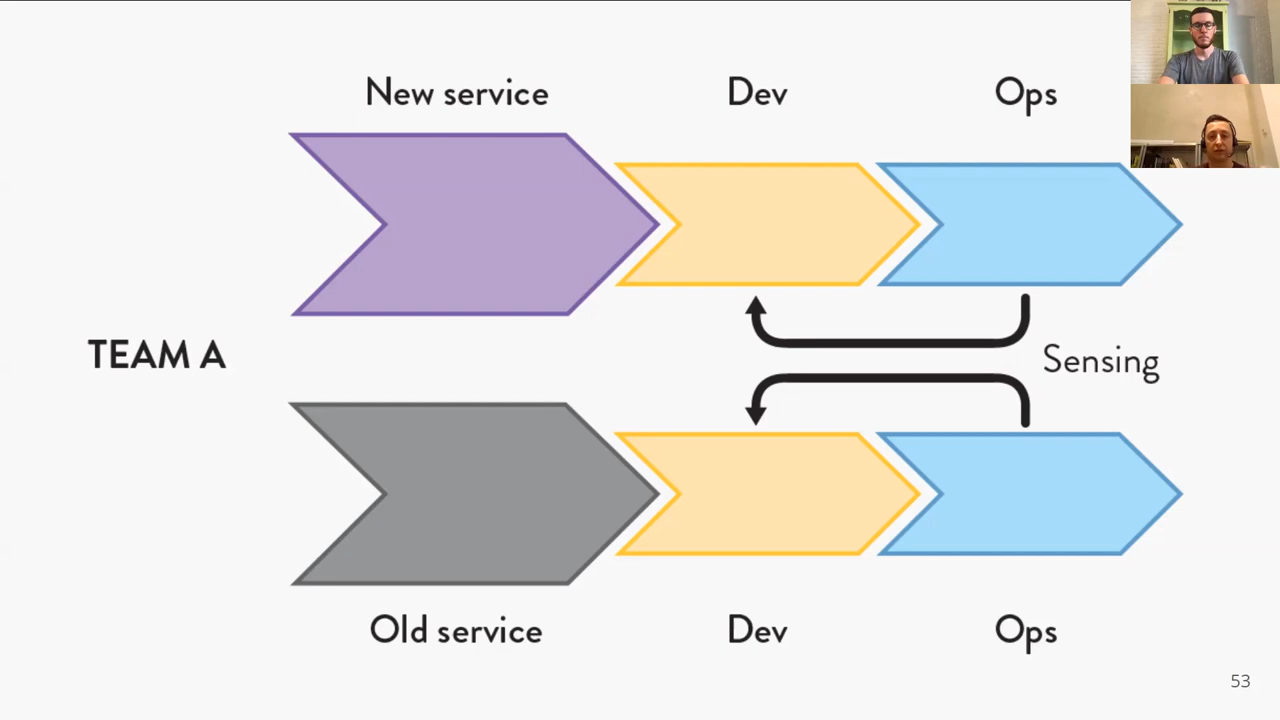 New service
Dev
Ops
TEAM A
Sensing
Old service
Dev
Ops
53